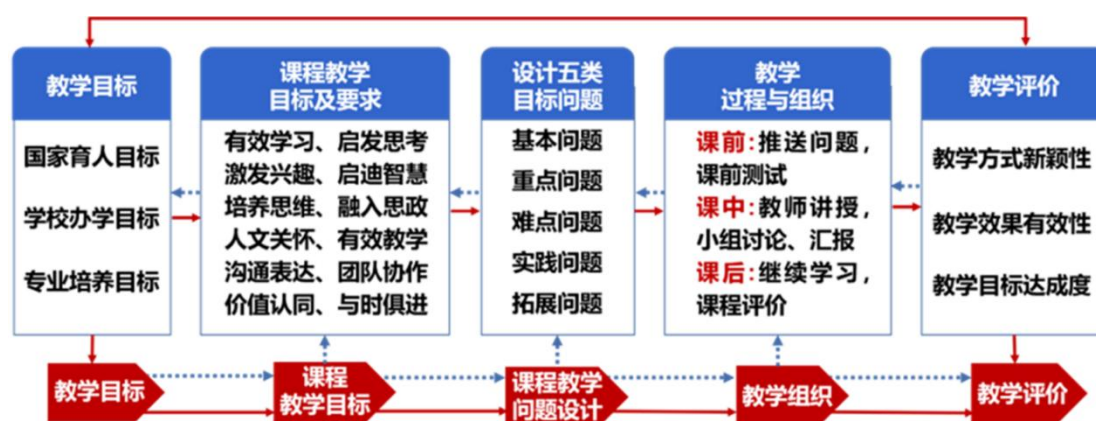 教学目标
国家育人目标
学校办学目标
专业培养目标
课程教学
目标及要求
有效学习、启发思考
激发兴趣、启迪智慧
培养思维、融入思政
人文关怀、有效教学
沟通表达、团队协作
价值认同、与时俱进
设计五类
目标问题
基本问题
重点问题
难点问题
实践问题
拓展问题
教学
过程与组织
课前:推送问题,
课前测试
课中:教师讲授,
小组讨论、汇报
课后:继续学习,
课程评价
教学评价
教学方式新颖性
教学效果有效性
教学目标达成度
教学目标
课程
教学目标
课程教学
问题设计
教学组织
教学评价